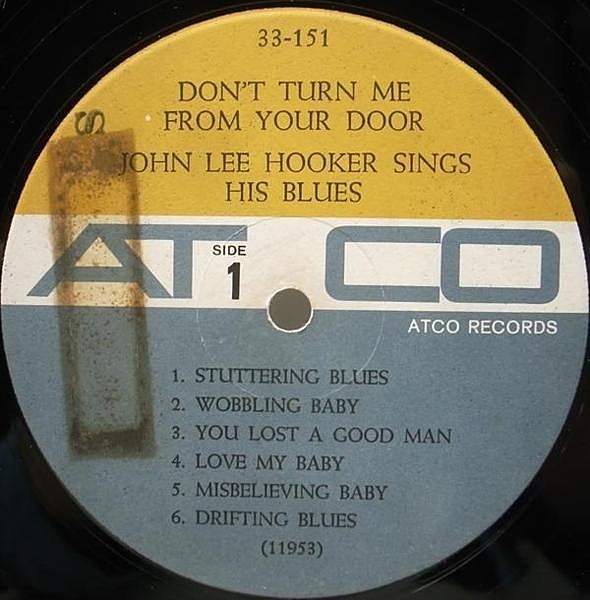 33-151
DON'T TURN ME
FROM YOUR DOOR
JOHN LEE HOOKER SINGS
HIS BLUES
ATCO
SIDE
1
ATCO RECORDS
1. STUTTERING BLUES
2. WOBBLING BABY
3. YOU LOST A GOOD MAN
4. LOVE MY BABY
5. MISBELIEVING BABY
6. DRIFTING BLUES
(11953)